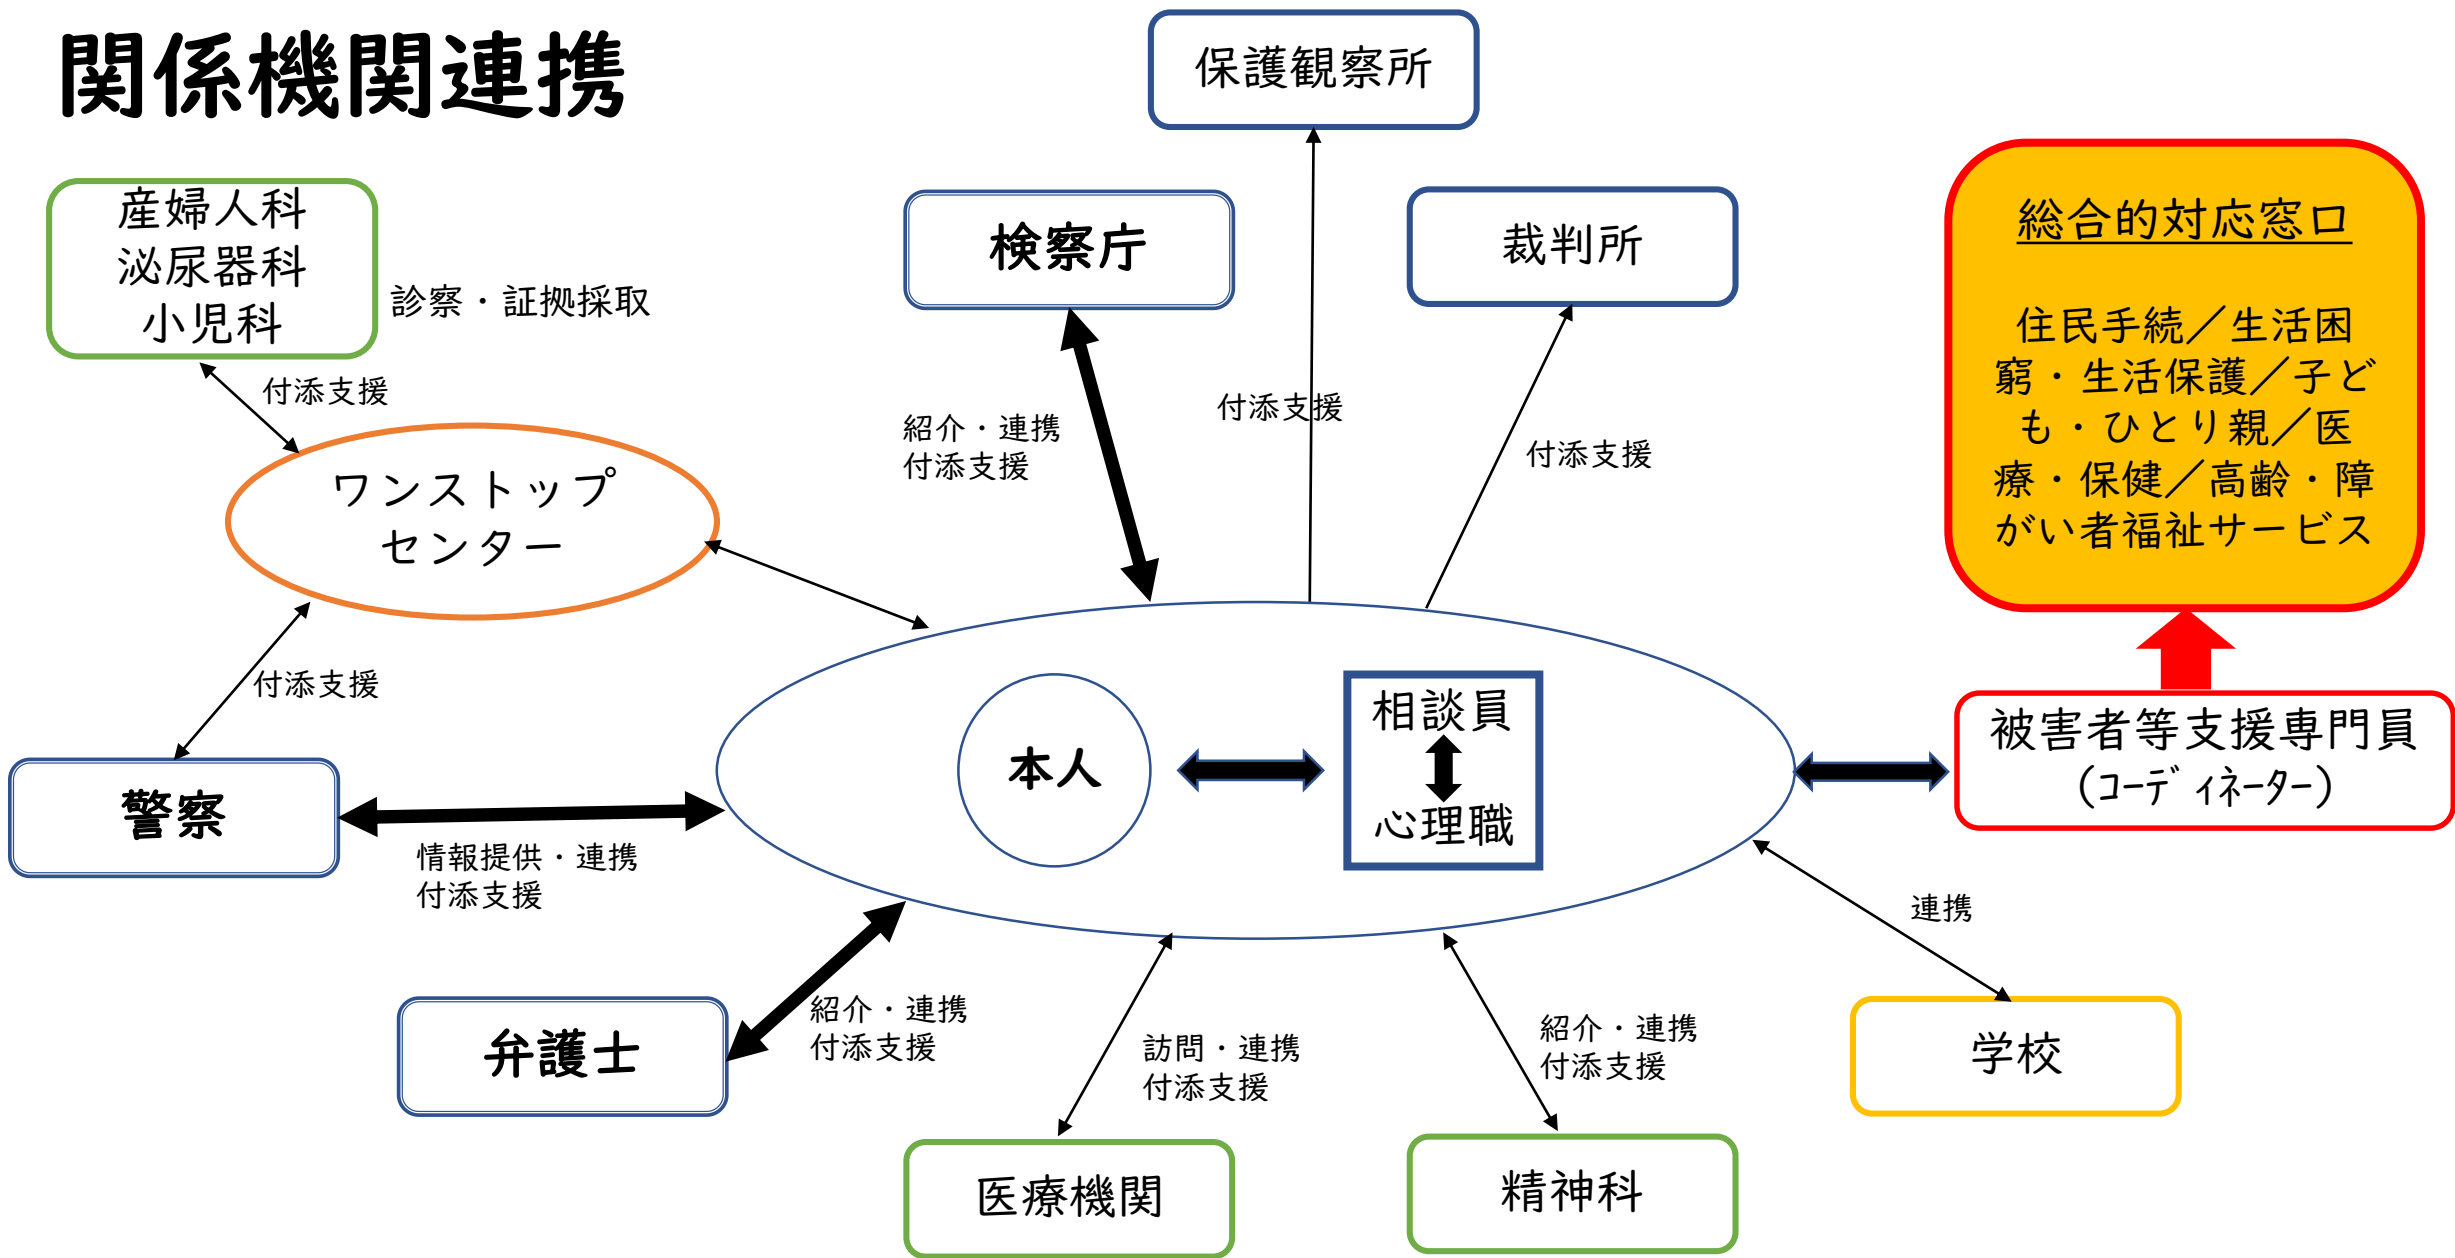 関係機関連携
保護観察所
産婦人科
泌尿器科
小児科
診察・証拠採取
検察庁
裁判所
総合的対応窓口
住民手続／生活困
窮・生活保護／子ど
も・ひとり親／医
療・保健／高齢・障
がい者福祉サービス
付添支援
紹介・連携
付添支援
付添支援
付添支援
ワンストップ
センター
付添支援
本人
相談員
心理職
被害者等支援専門員
（ｺｰﾃﾞｨﾈｰﾀｰ）
警察
情報提供・連携
付添支援
連携
弁護士
紹介・連携
付添支援
訪問・連携
付添支援
紹介・連携
付添支援
学校
医療機関
精神科